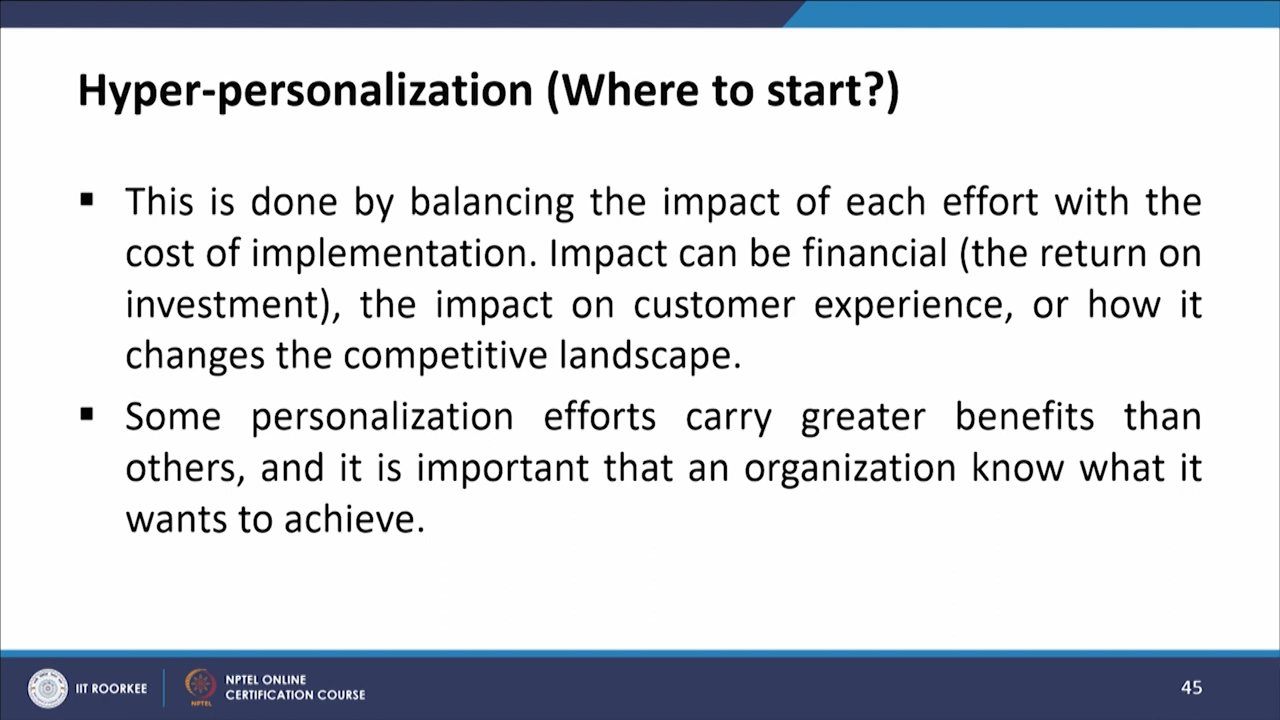 Hyper-personalization (Where to start?)
▪ This is done by balancing the impact of each effort with the
cost of implementation. Impact can be financial (the return on
investment), the impact on customer experience, or how it
changes the competitive landscape.
▪ Some personalization efforts carry greater benefits than
others, and it is important that an organization know what it
wants to achieve.
IIT ROORKEE
NPTEL
NPTEL ONLINE
CERTIFICATION COURSE
45